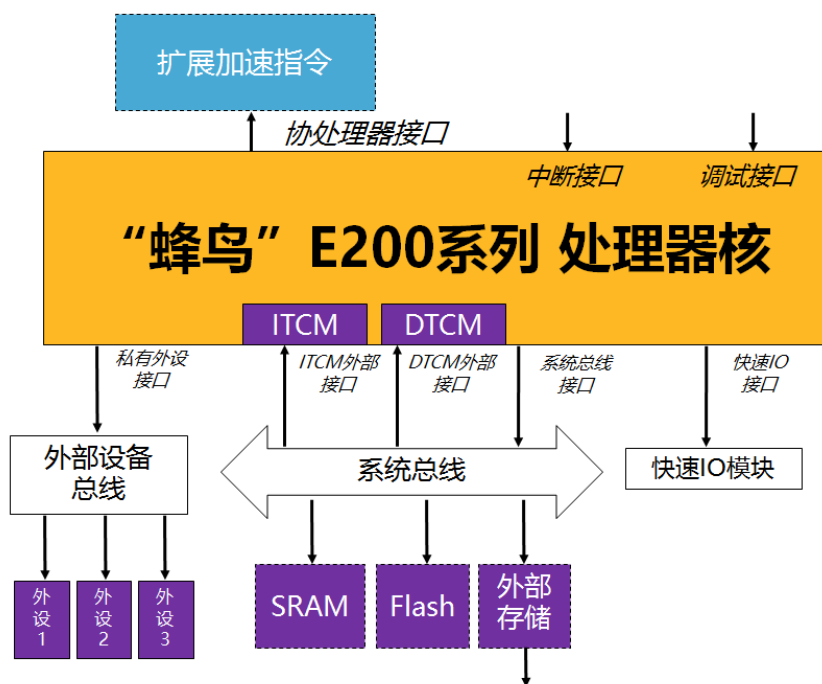 扩展加速指令
协处理器接口
中断接口
调试接口
“蜂鸟”E200系列 处理器核
ITCM
DTCM
私有外设
接口
ITCM外部
接口
DTCM外部
接口
系统总线
接口
快速IO
接口
外部设备
总线
系统总线
快速IO模块
外
设
1
外
设
2
外
设
3
SRAM
Flash
外部
存储